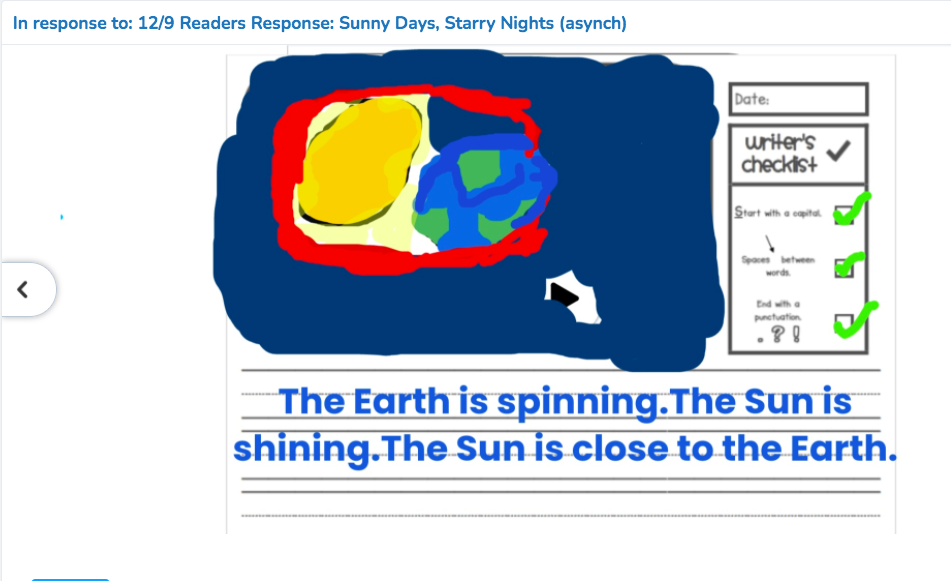 In response to: 12/9 Readers Response: Sunny Days, Starry Nights (asynch)
Date:
writer's
checklist
Start with a capital.
Spaces between
words.
End with a
punctuation.
. ? !
The Earth is spinning.The Sun is
shining.The Sun is close to the Earth.